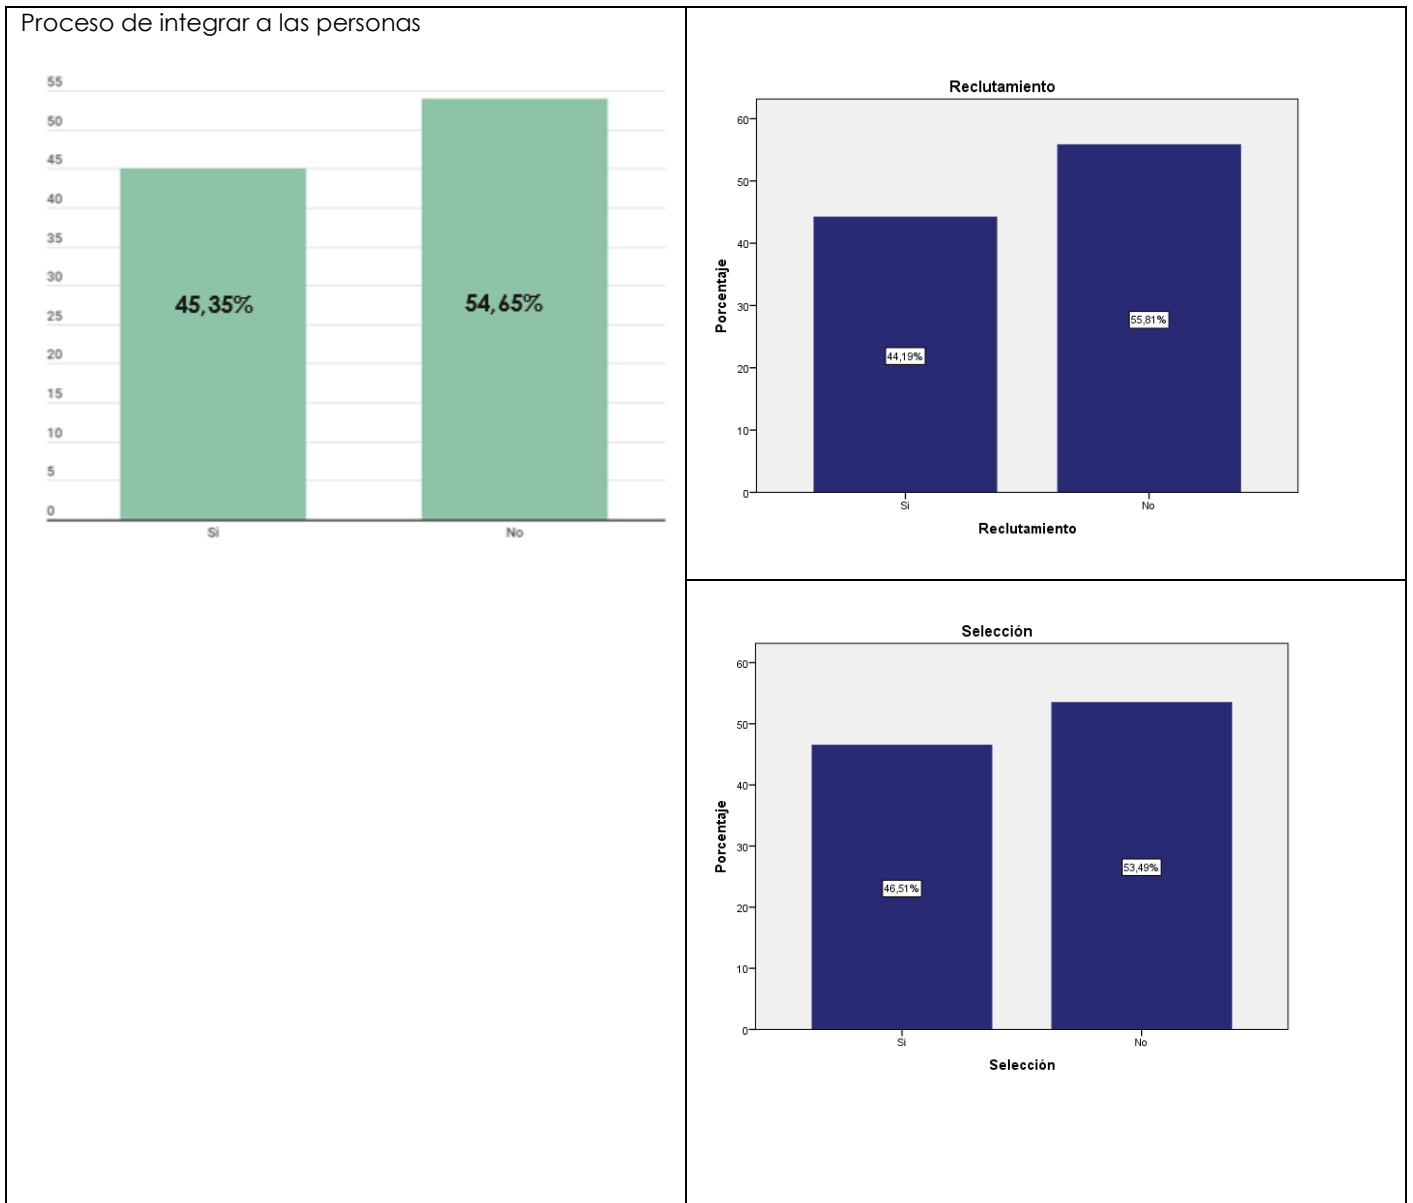 Proceso de integrar a las personas
55
50
45
40
35
30
25
20
15
10
5
0
45,35%
54,65%
Si
No
Reclutamiento
Porcentaje
60
50
40
30
20
10
0
44,19%
55,81%
Si
No
Reclutamiento
Selección
Porcentaje
60
50
40
30
20
10
0
46,51%
53,49%
Si
No
Selección